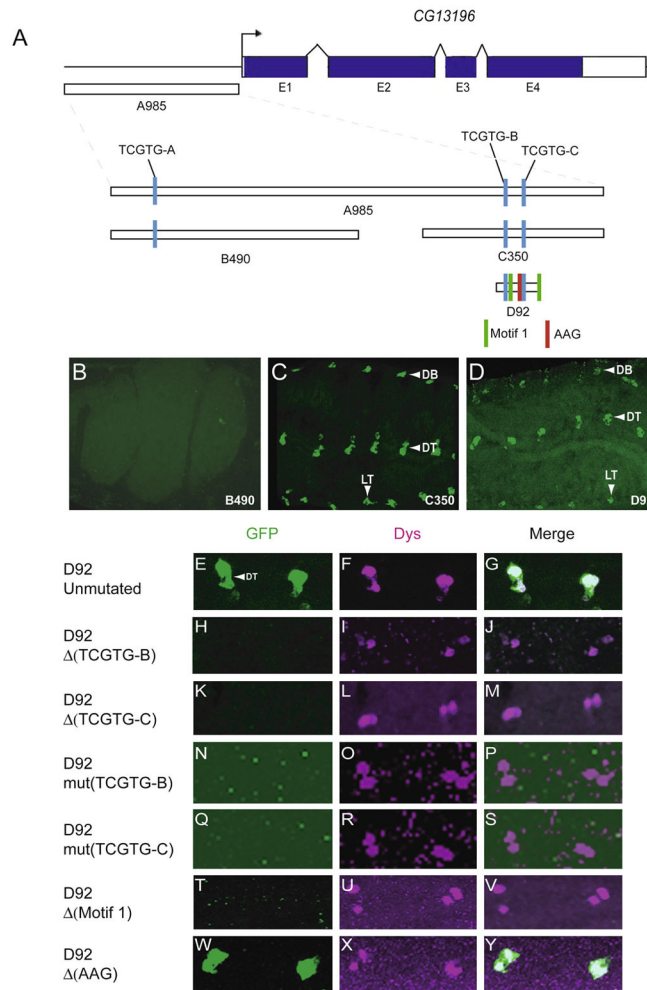 CG13196
A
E1 E2 E3 E4
A985
TCGTG-A
TCGTG-B
TCGTG-C
A985
B490
C350
D92
Motif 1
AAG
B
B490
C
DB
DT
LT
C350
D
DB
DT
LT
D9
GFP Dys Merge
D92
Unmutated
E
DT
F
G
D92
Δ(TCGTG-B)
H
I
J
D92
Δ(TCGTG-C)
K
L
M
D92
mut(TCGTG-B)
N
O
P
D92
mut(TCGTG-C)
Q
R
S
D92
Δ(Motif 1)
T
U
V
D92
Δ(AAG)
W
X
Y